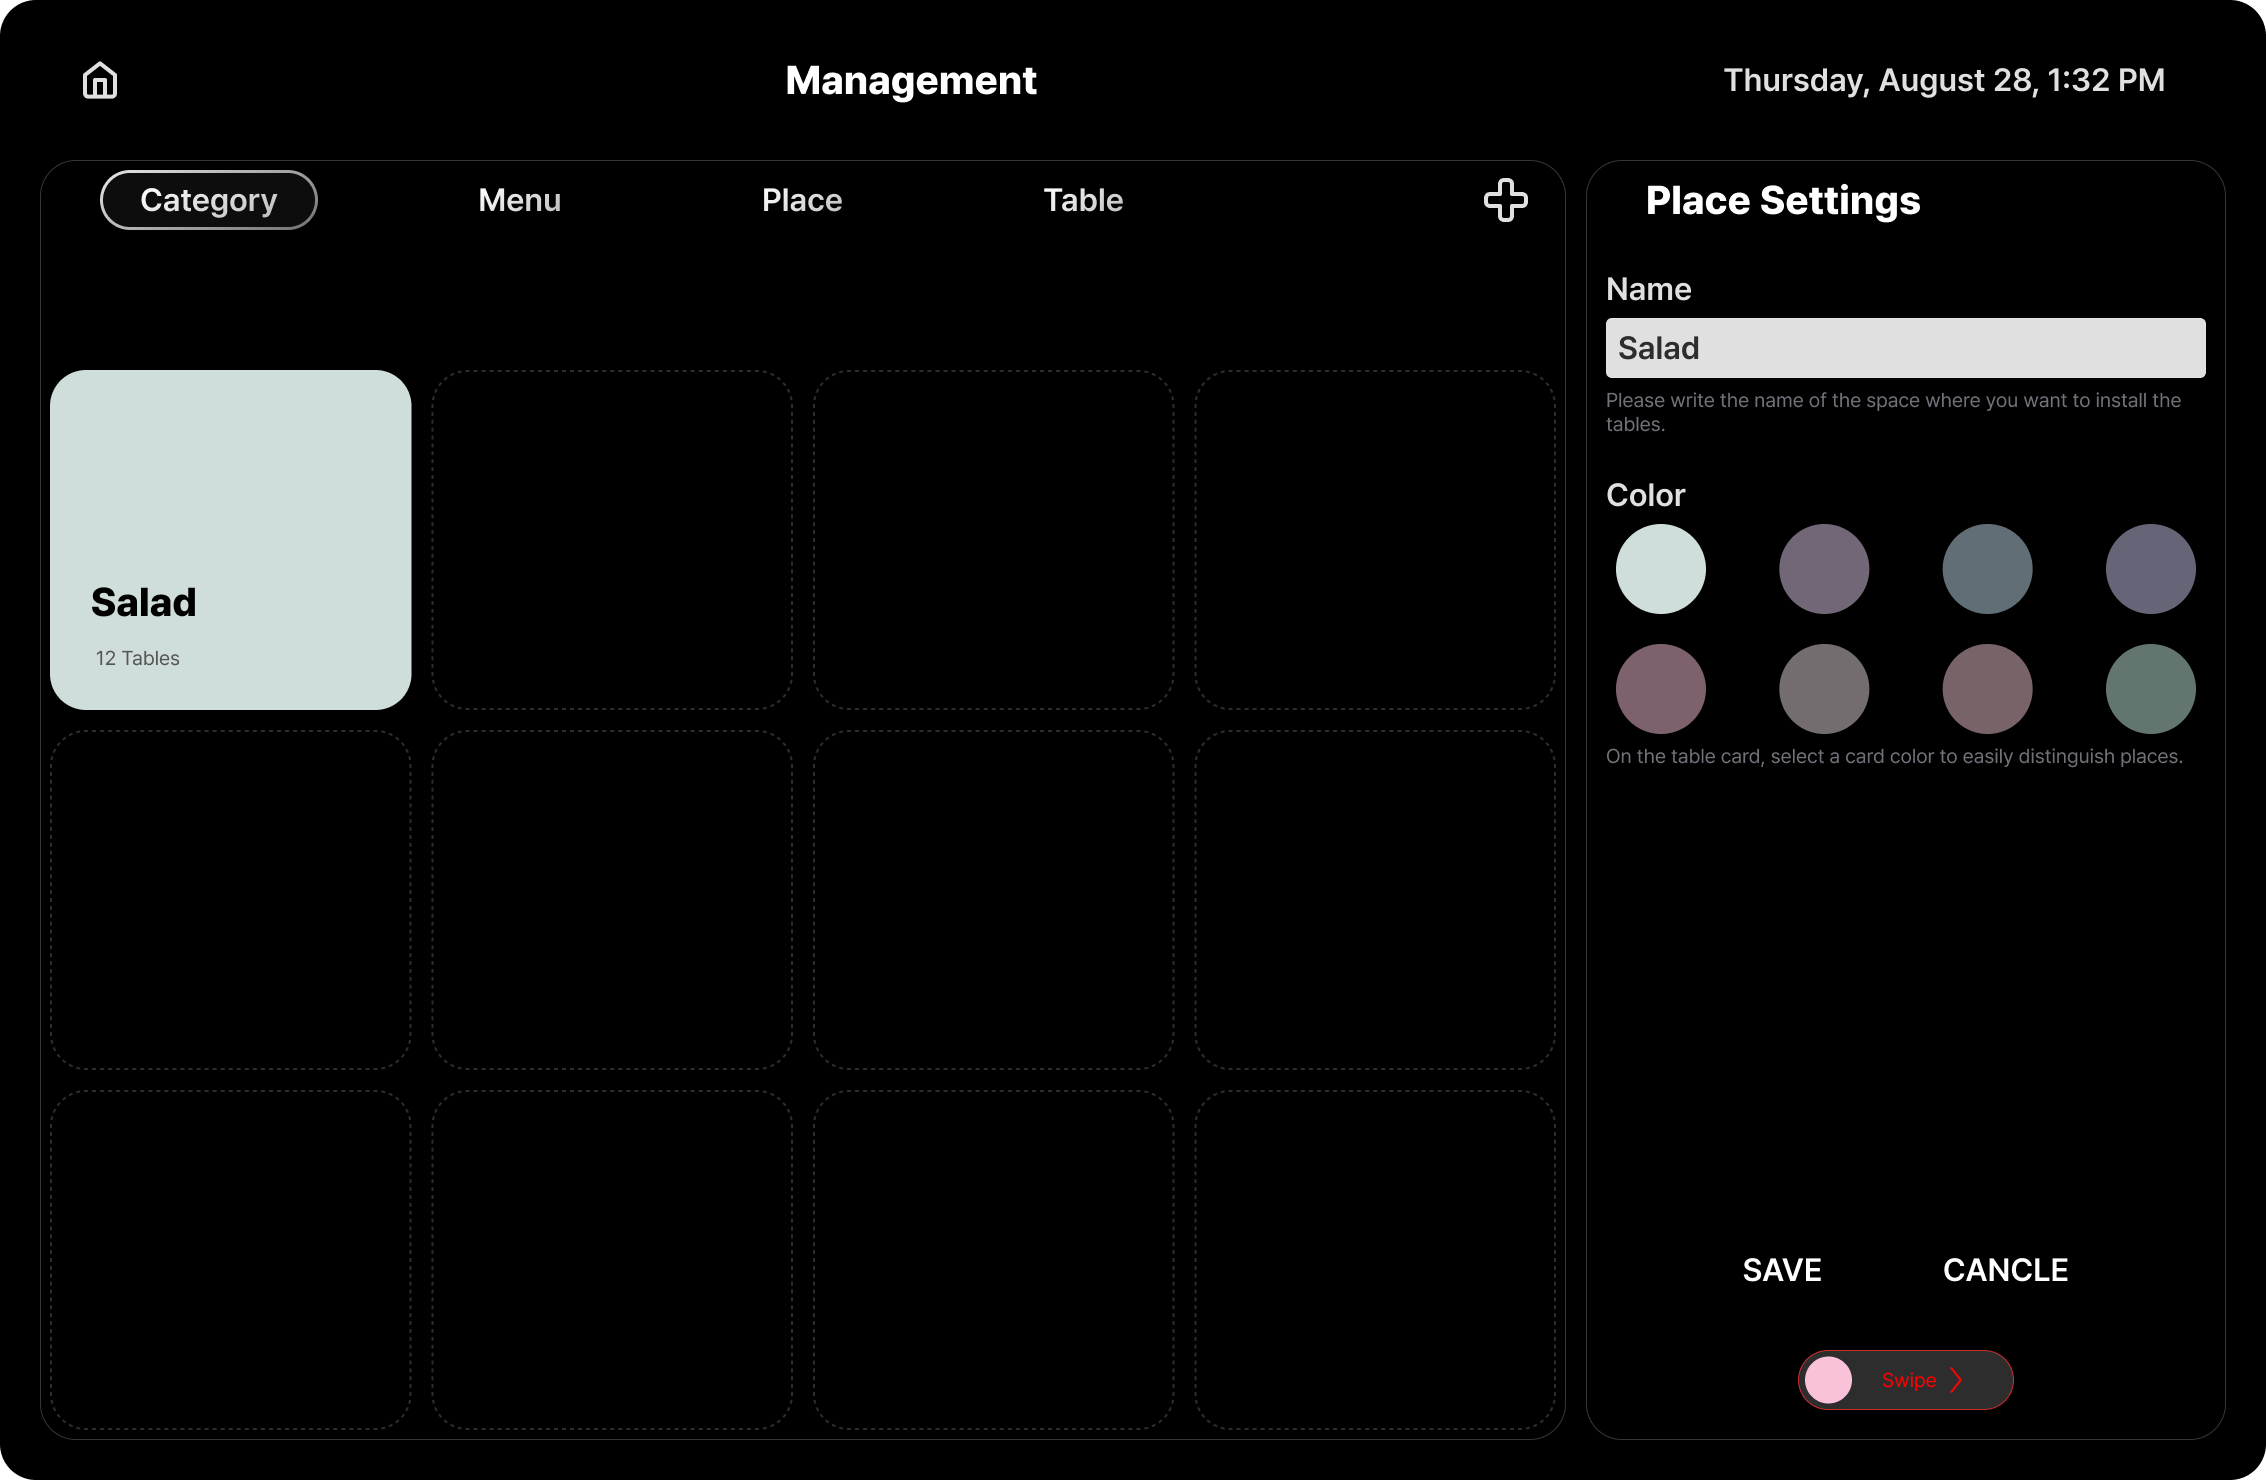 Management
Thursday, August 28, 1:32 PM
Category
Menu
Place
Table
Salad
12 Tables
Place Settings
Name
Salad
Please write the name of the space where you want to install the
tables.
Color
On the table card, select a card color to easily distinguish places.
SAVE
CANCLE
Swipe